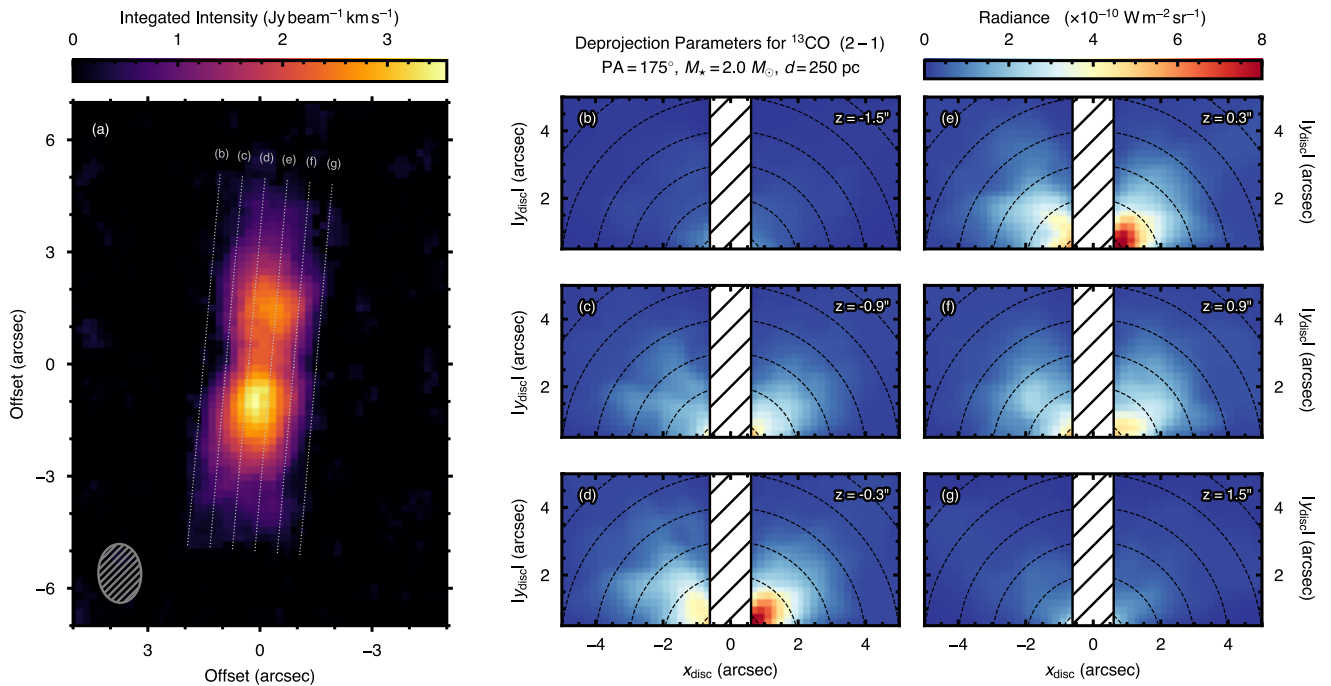 Integated Intensity (Jy beam⁻¹ km s⁻¹)
0 1 2 3
(a)
(b) (c) (d) (e) (f) (g)
6
3
0
−3
−6
Offset (arcsec)
3 0 −3
Offset (arcsec)
Deprojection Parameters for ¹³CO (2−1)
PA = 175°, M⋆ = 2.0 M⊙, d = 250 pc
Radiance (×10⁻¹⁰ W m⁻² sr⁻¹)
0 2 4 6 8
(b) z = -1.5"
4
2
|y_disc| (arcsec)
(e) z = 0.3"
4
2
|y_disc| (arcsec)
(c) z = -0.9"
4
2
|y_disc| (arcsec)
(f) z = 0.9"
4
2
|y_disc| (arcsec)
(d) z = -0.3"
4
2
|y_disc| (arcsec)
(g) z = 1.5"
4
2
|y_disc| (arcsec)
−4 −2 0 2 4
x_disc (arcsec)
−4 −2 0 2 4
x_disc (arcsec)